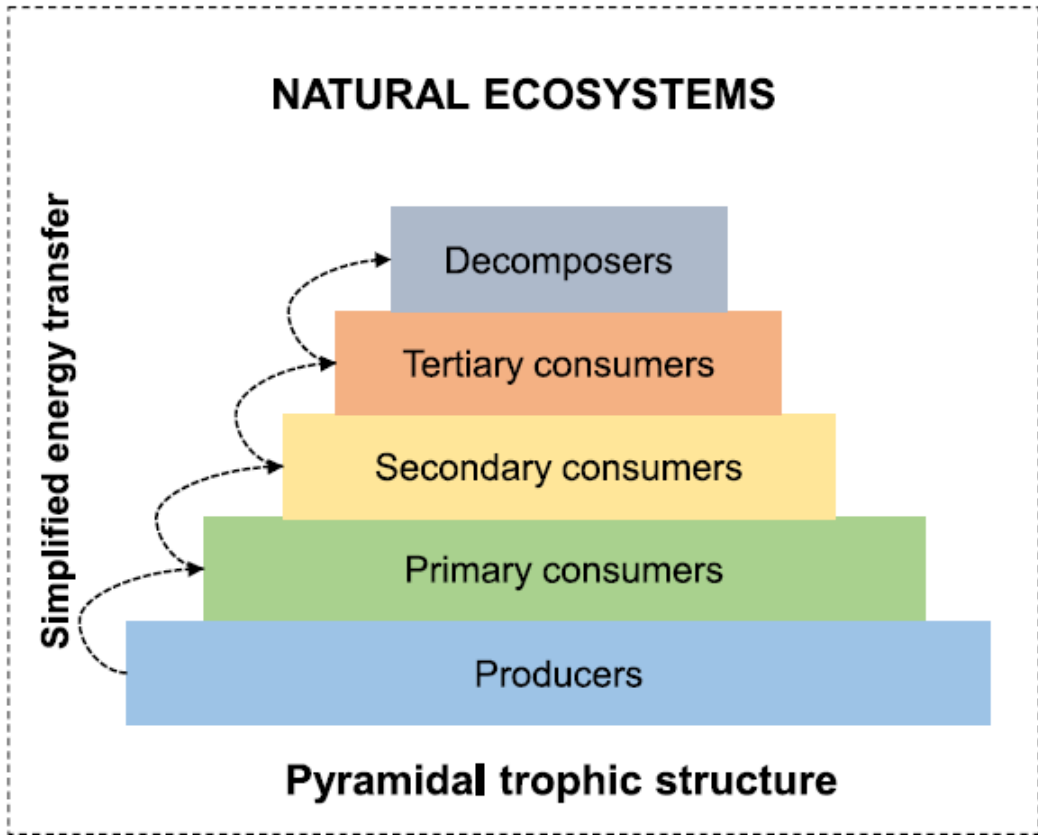 NATURAL ECOSYSTEMS
Simplified energy transfer
Decomposers
Tertiary consumers
Secondary consumers
Primary consumers
Producers
Pyramidal trophic structure